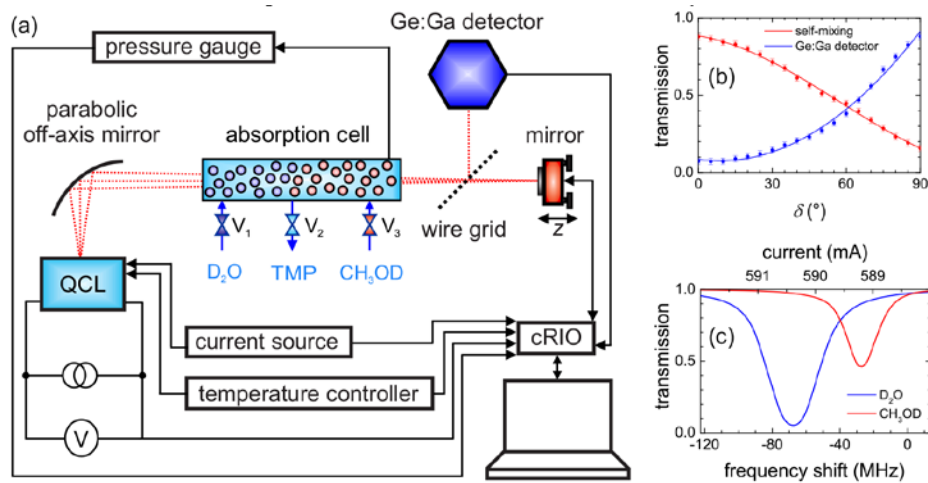 (a)
pressure gauge
Ge:Ga detector
parabolic
off-axis mirror
absorption cell
mirror
wire grid
z
V₁
V₂
V₃
D₂O
TMP
CH₃OD
QCL
current source
temperature controller
cRIO
V
(b)
self-mixing
Ge:Ga detector
transmission
1.0
0.5
0.0
0
30
60
90
δ (°)
current (mA)
591
590
589
(c)
transmission
1.0
0.5
0.0
D₂O
CH₃OD
-120
-80
-40
0
frequency shift (MHz)